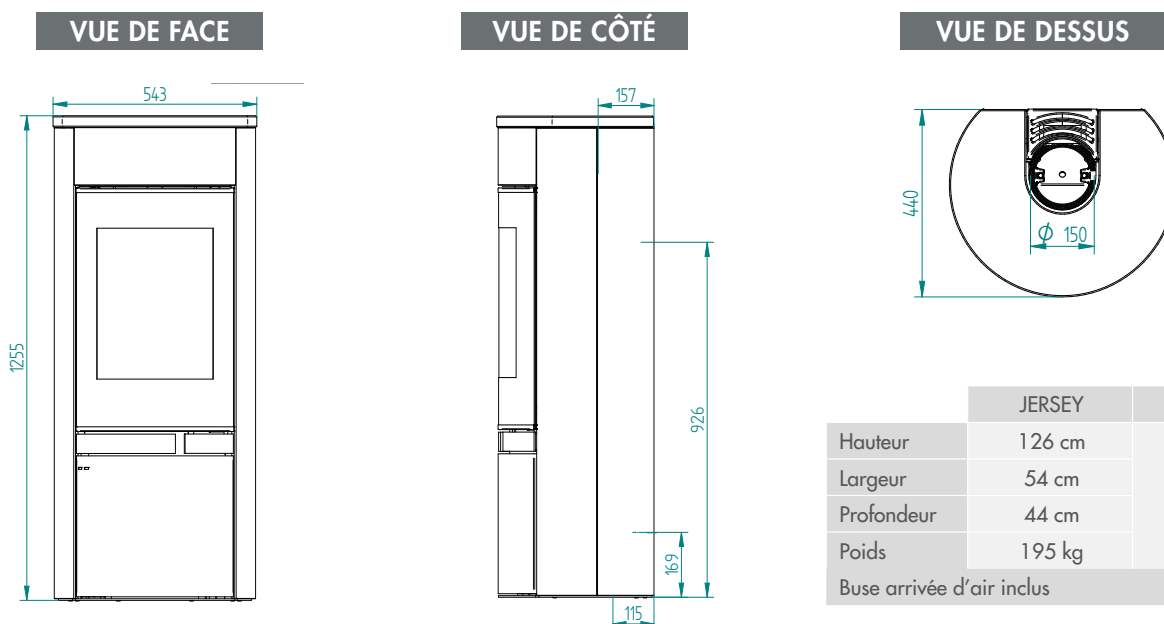 VUE DE FACE
VUE DE CÔTÉ
VUE DE DESSUS
543
1255
157
926
169
115
440
ϕ 150
JERSEY
Hauteur 126 cm
Largeur 54 cm
Profondeur 44 cm
Poids 195 kg
Buse arrivée d’air inclus